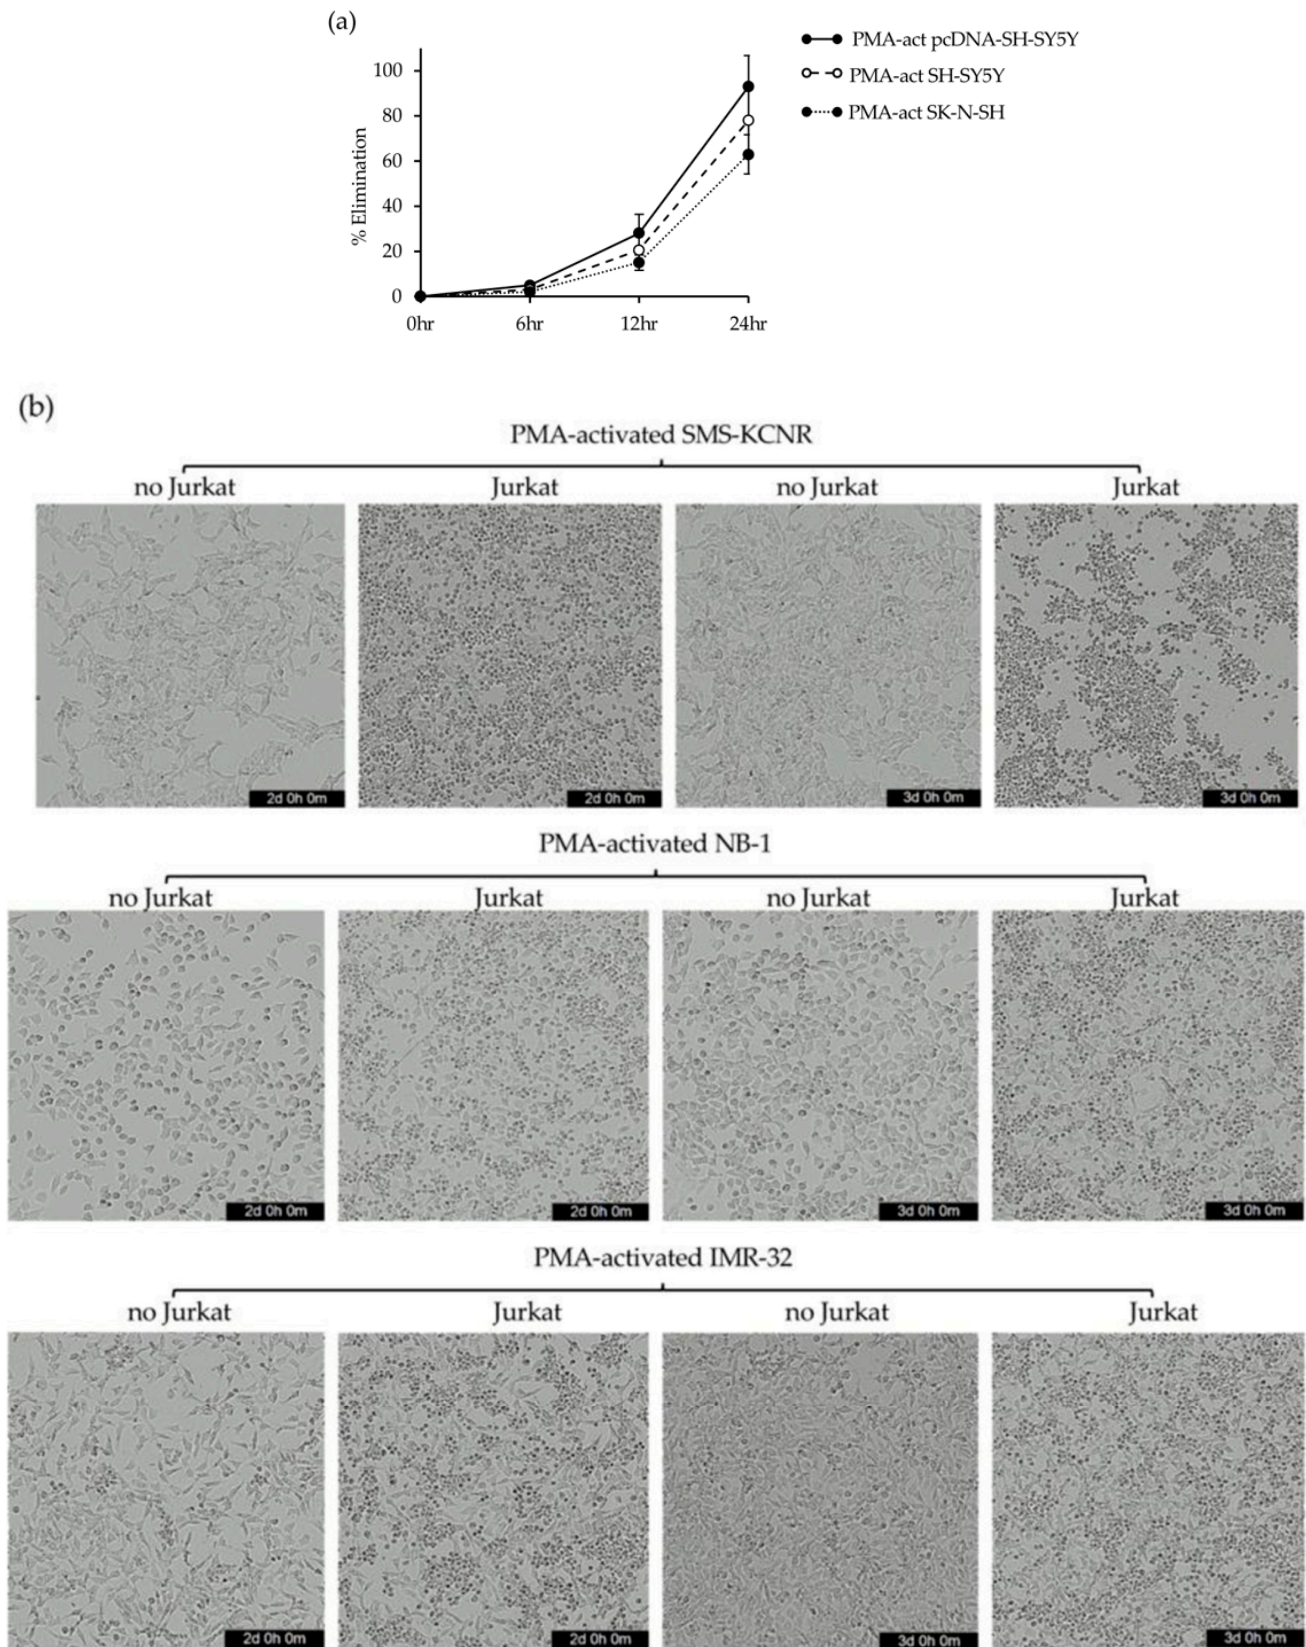 (a)
PMA-act pcDNA-SH-SY5Y
PMA-act SH-SY5Y
PMA-act SK-N-SH
% Elimination
100
80
60
40
20
0
0hr 6hr 12hr 24hr
(b)
PMA-activated SMS-KCNR
no Jurkat Jurkat no Jurkat Jurkat
2d 0h 0m 2d 0h 0m 3d 0h 0m 3d 0h 0m
PMA-activated NB-1
no Jurkat Jurkat no Jurkat Jurkat
2d 0h 0m 2d 0h 0m 3d 0h 0m 3d 0h 0m
PMA-activated IMR-32
no Jurkat Jurkat no Jurkat Jurkat
2d 0h 0m 2d 0h 0m 3d 0h 0m 3d 0h 0m